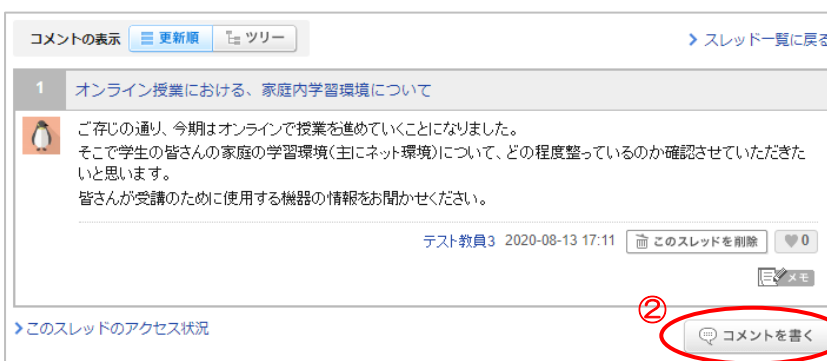 コメントの表示 更新順 ツリー スレッド一覧に戻る
1 オンライン授業における、家庭内学習環境について
ご存じの通り、今期はオンラインで授業を進めていくことになりました。
そこで学生の皆さんの家庭の学習環境(主にネット環境)について、どの程度整っているのか確認させていただきた
いと思います。
皆さんが受講のために使用する機器の情報をお聞かせください。
テスト教員3 2020-08-13 17:11 このスレッドを削除 0
メモ
②
このスレッドのアクセス状況 コメントを書く